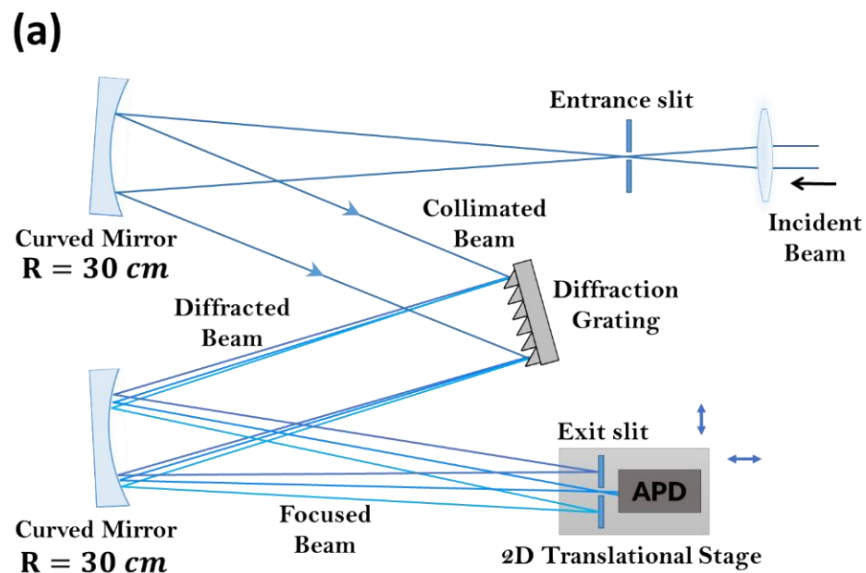 (a)
Entrance slit
Incident
Beam
Collimated
Beam
Curved Mirror
R = 30 cm
Diffracted
Beam
Diffraction
Grating
Exit slit
APD
Focused
Beam
2D Translational Stage
Curved Mirror
R = 30 cm